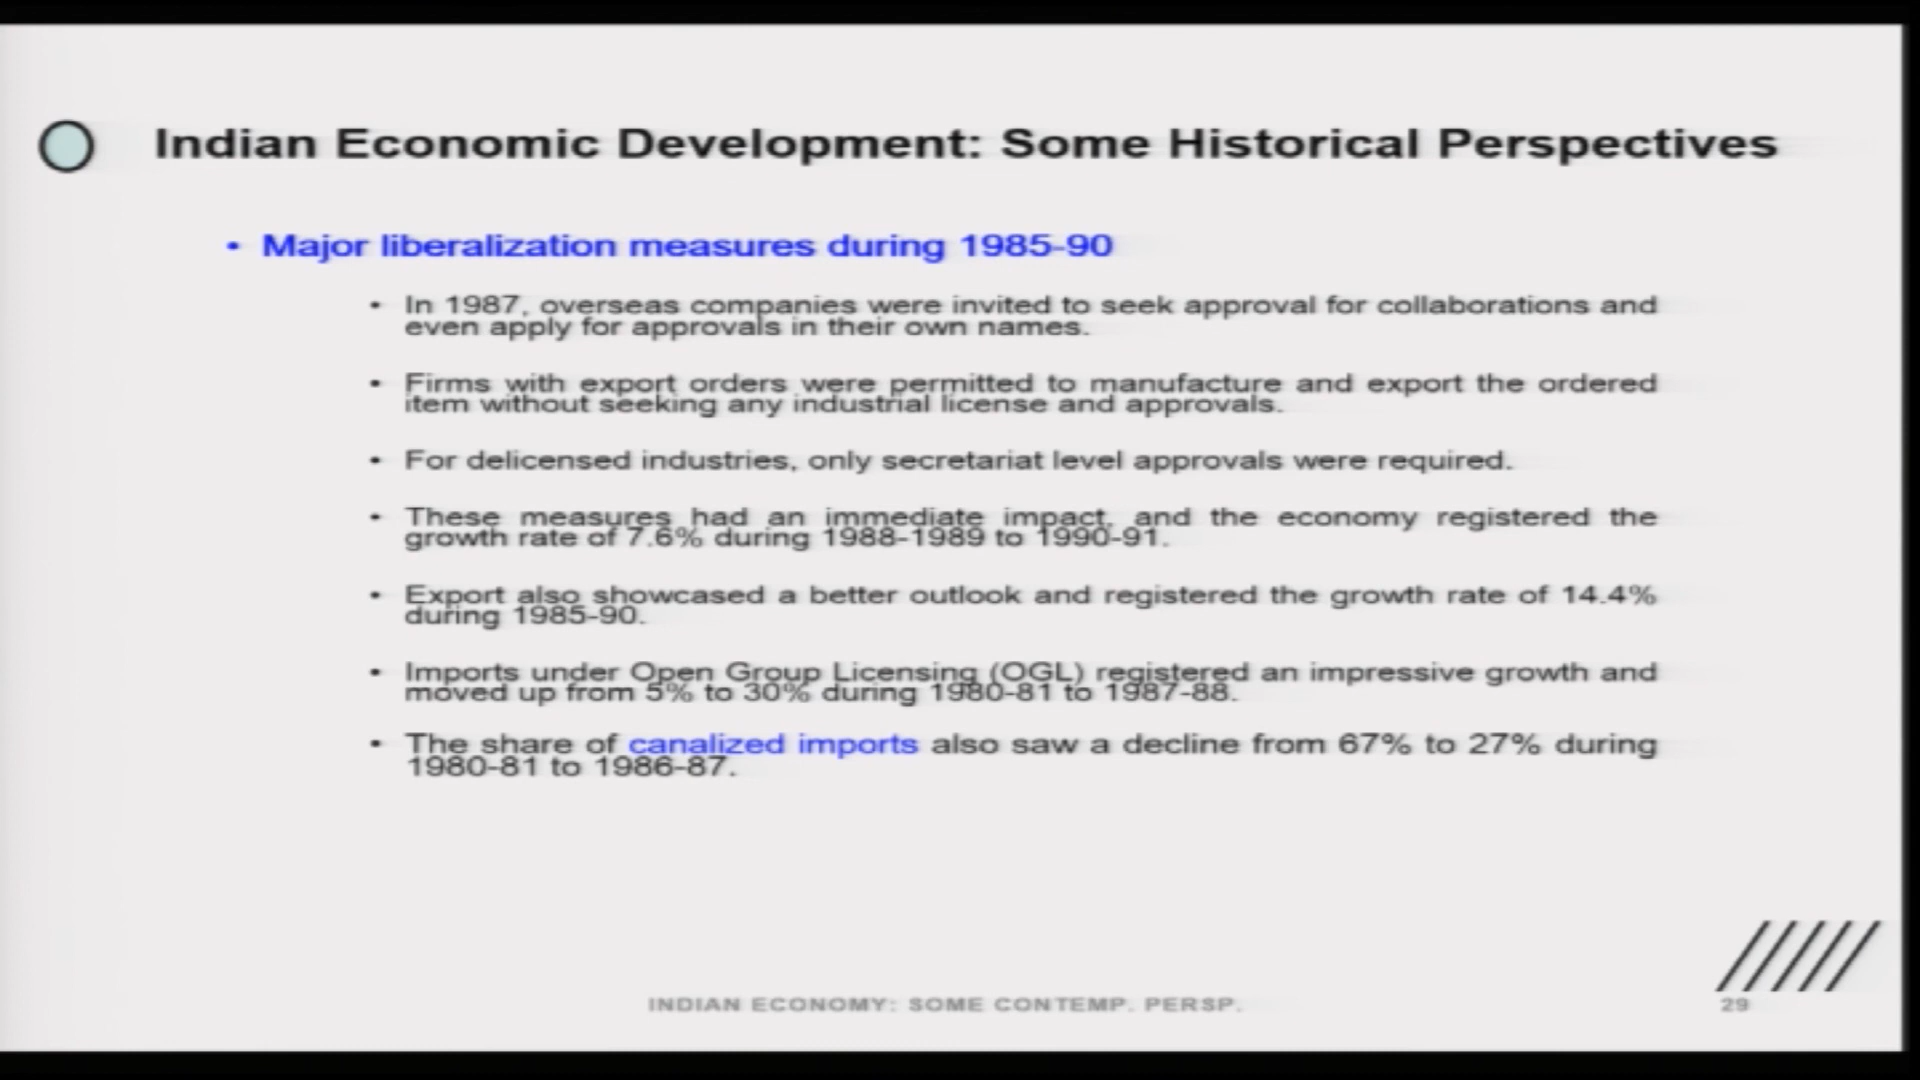 Indian Economic Development: Some Historical Perspectives
• Major liberalization measures during 1985-90
• In 1987, overseas companies were invited to seek approval for collaborations and
even apply for approvals in their own names.
• Firms with export orders were permitted to manufacture and export the ordered
item without seeking any industrial license and approvals.
• For delicensed industries, only secretariat level approvals were required.
• These measures had an immediate impact, and the economy registered the
growth rate of 7.6% during 1988-1989 to 1990-91.
• Export also showcased a better outlook and registered the growth rate of 14.4%
during 1985-90.
• Imports under Open Group Licensing (OGL) registered an impressive growth and
moved up from 5% to 30% during 1980-81 to 1987-88.
• The share of canalized imports also saw a decline from 67% to 27% during
1980-81 to 1986-87.
INDIAN ECONOMY: SOME CONTEMP. PERSP.
29